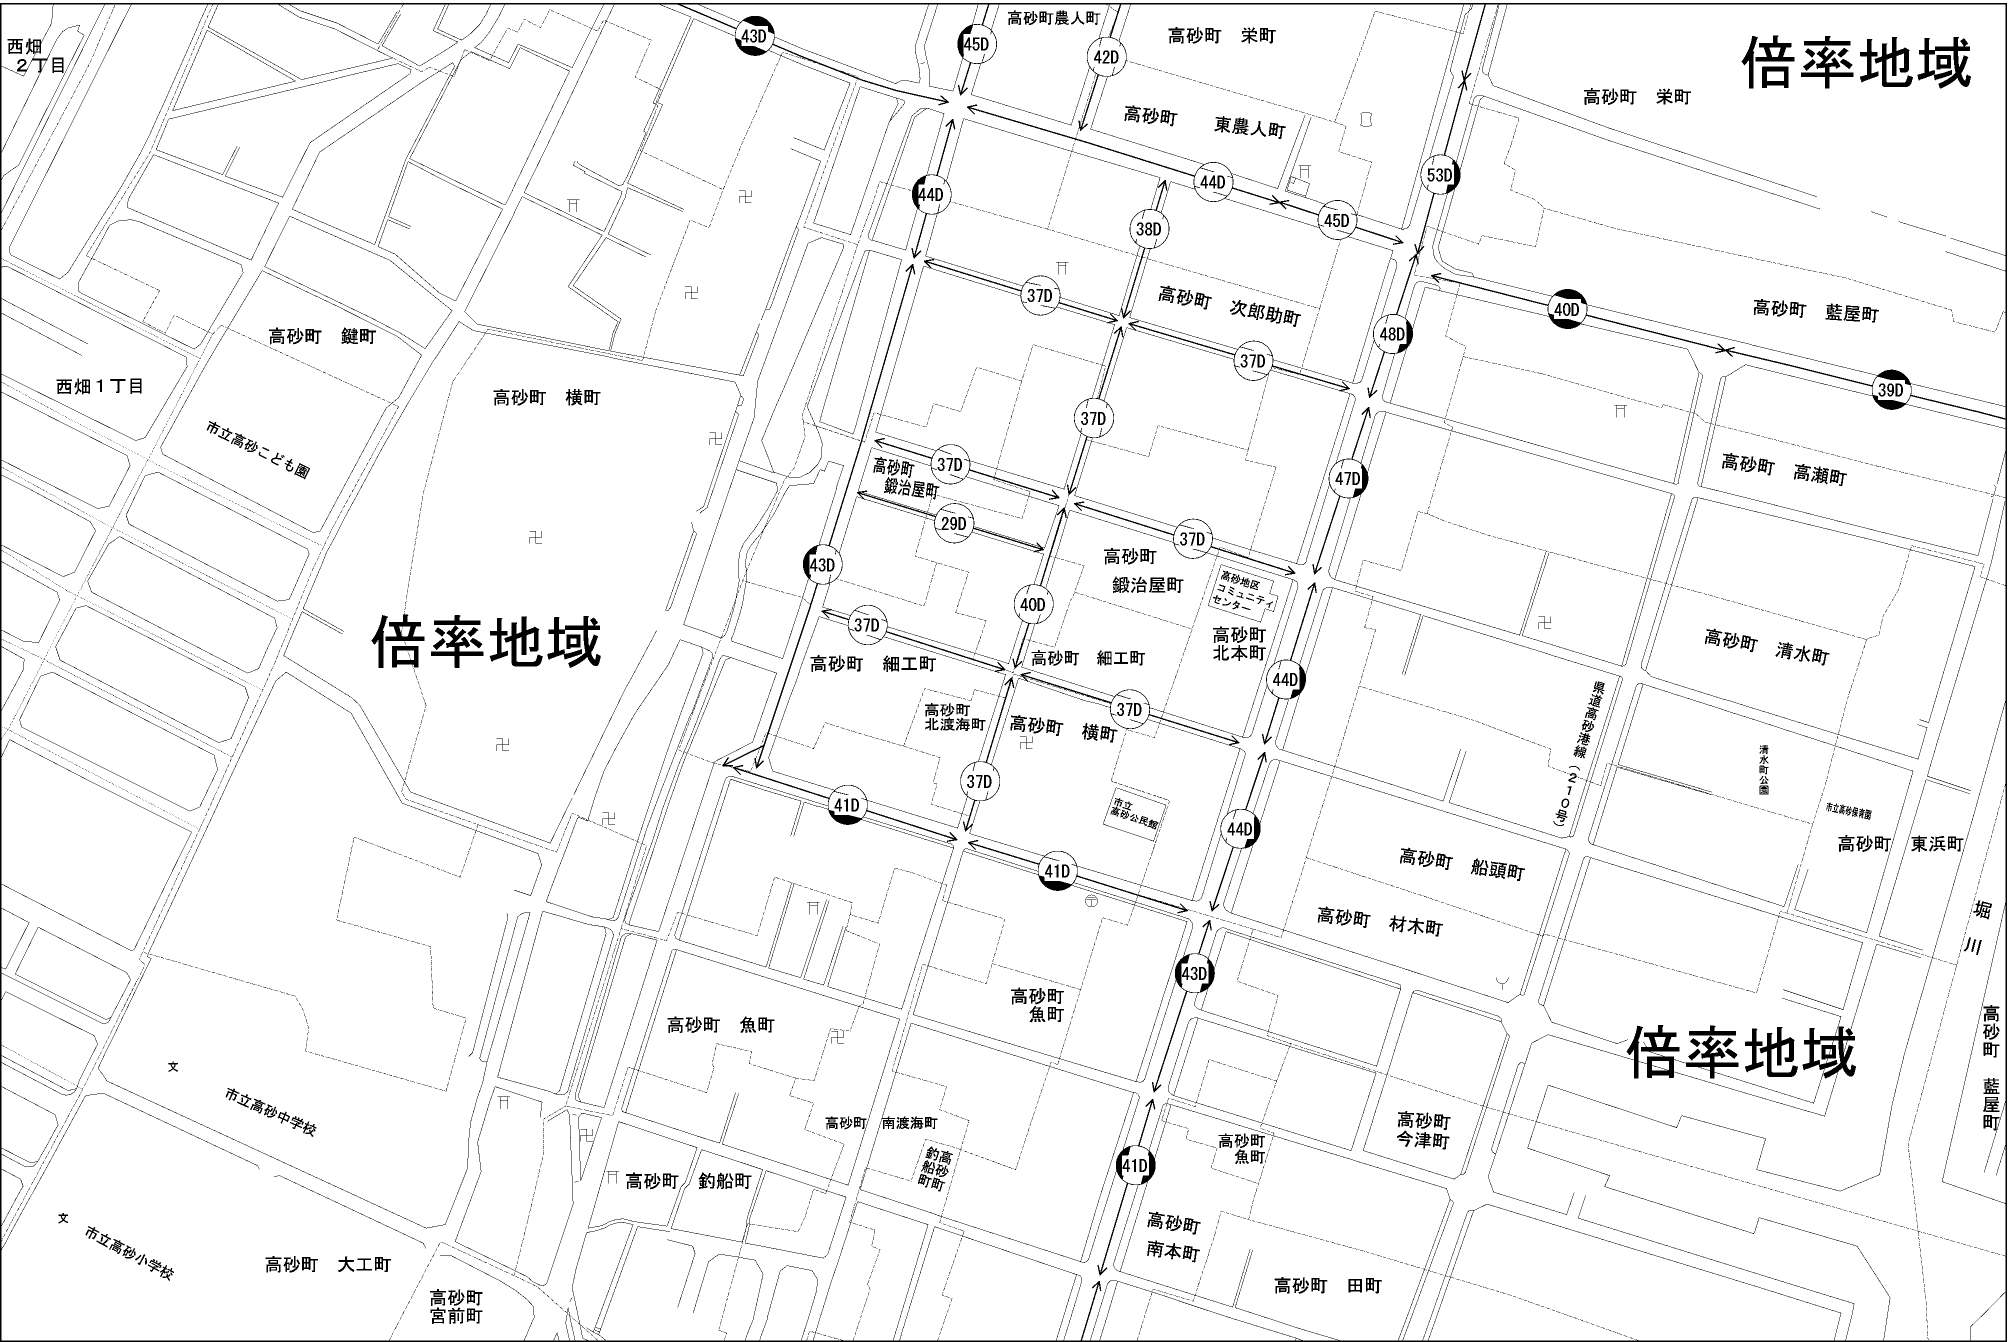 高砂町農人町
西畑
２丁目
43D
45D
42D
高砂町　栄町
倍率地域
高砂町　栄町
高砂町　東農人町
44D
44D
45D
53D
38D
37D
高砂町　次郎助町
40D
高砂町　藍屋町
48D
高砂町　鍵町
37D
西畑１丁目
高砂町　横町
39D
37D
市立高砂こども園
高砂町
鍛治屋町
37D
47D
高砂町　高瀬町
29D
37D
43D
高砂町
鍛治屋町
高砂地区
コミュニティ
センター
40D
37D
倍率地域
高砂町
北本町
高砂町　清水町
高砂町　細工町
高砂町　細工町
44D
県道高砂港線（２１０号）
高砂町
北渡海町
高砂町　横町
37D
清水町公園
37D
41D
市立
高砂公民館
44D
市立高砂保育園
高砂町　東浜町
高砂町　船頭町
41D
高砂町　材木町
堀川
43D
高砂町
魚町
高砂町　魚町
倍率地域
高砂町　藍屋町
文
市立高砂中学校
高砂町　南渡海町
高砂町
今津町
高砂町
魚町
高砂町
釣船町
41D
高砂町　釣船町
文
市立高砂小学校
高砂町
南本町
高砂町　大工町
高砂町　田町
高砂町
宮前町